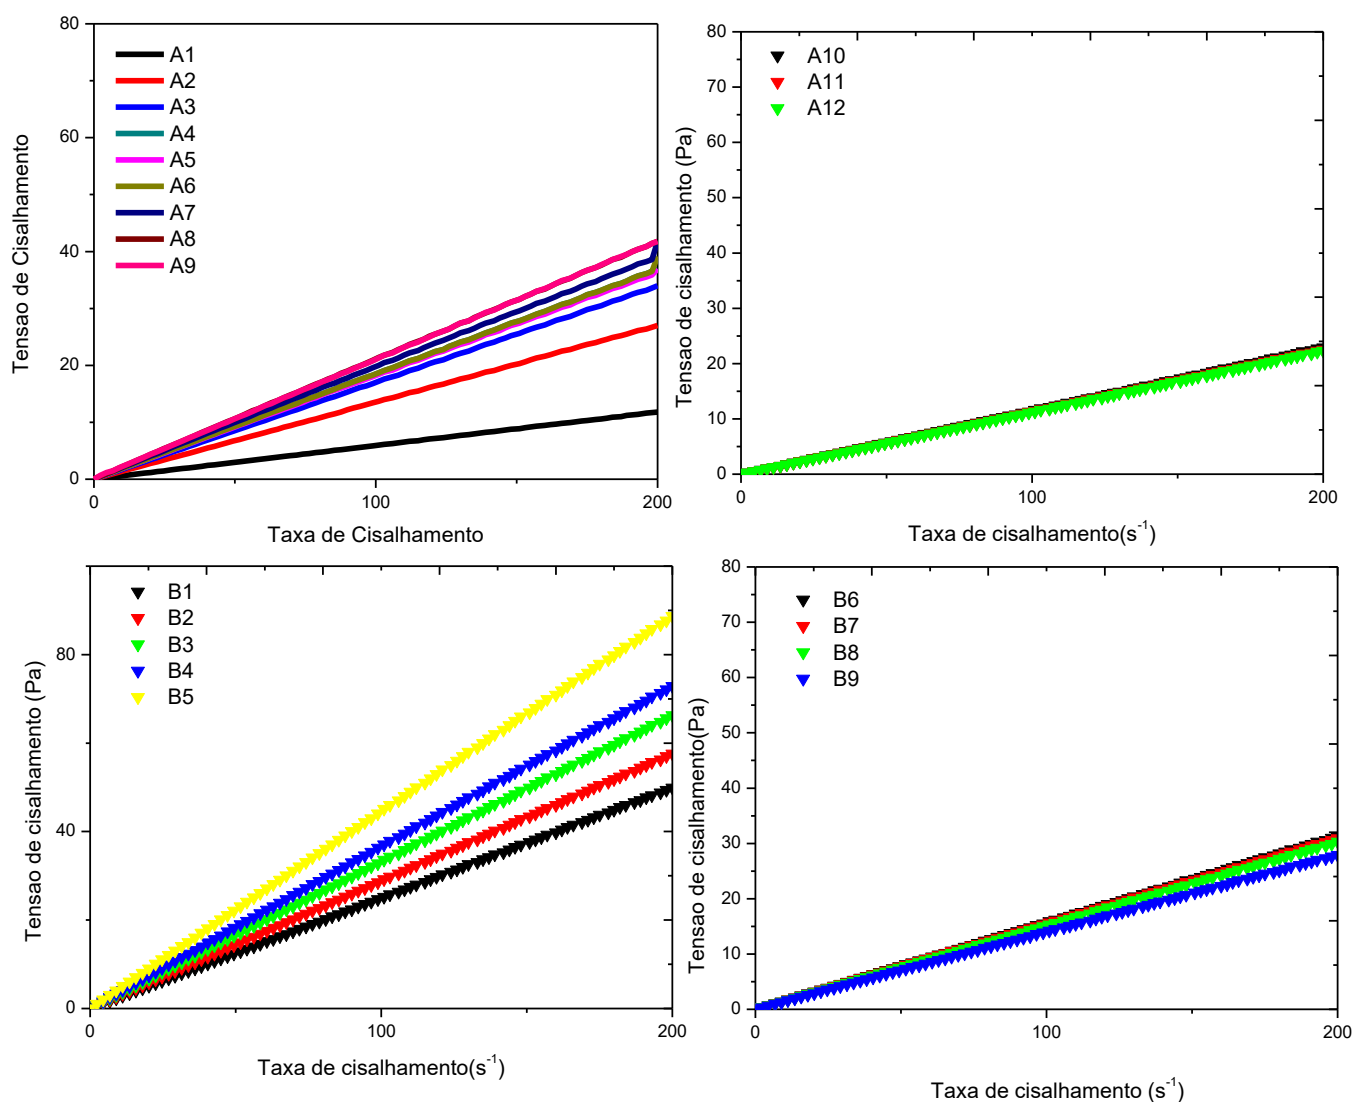 80
60
40
20
0
0
100
200
Tensao de Cisalhamento
Taxa de Cisalhamento
A1
A2
A3
A4
A5
A6
A7
A8
A9
80
70
60
50
40
30
20
10
0
0
100
200
Tensao de cisalhamento (Pa)
Taxa de cisalhamento(s⁻¹)
A10
A11
A12
80
40
0
0
100
200
Tensao de cisalhamento (Pa)
Taxa de cisalhamento(s⁻¹)
B1
B2
B3
B4
B5
80
70
60
50
40
30
20
10
0
0
100
200
Tensao de cisalhamento(Pa)
Taxa de cisalhamento (s⁻¹)
B6
B7
B8
B9